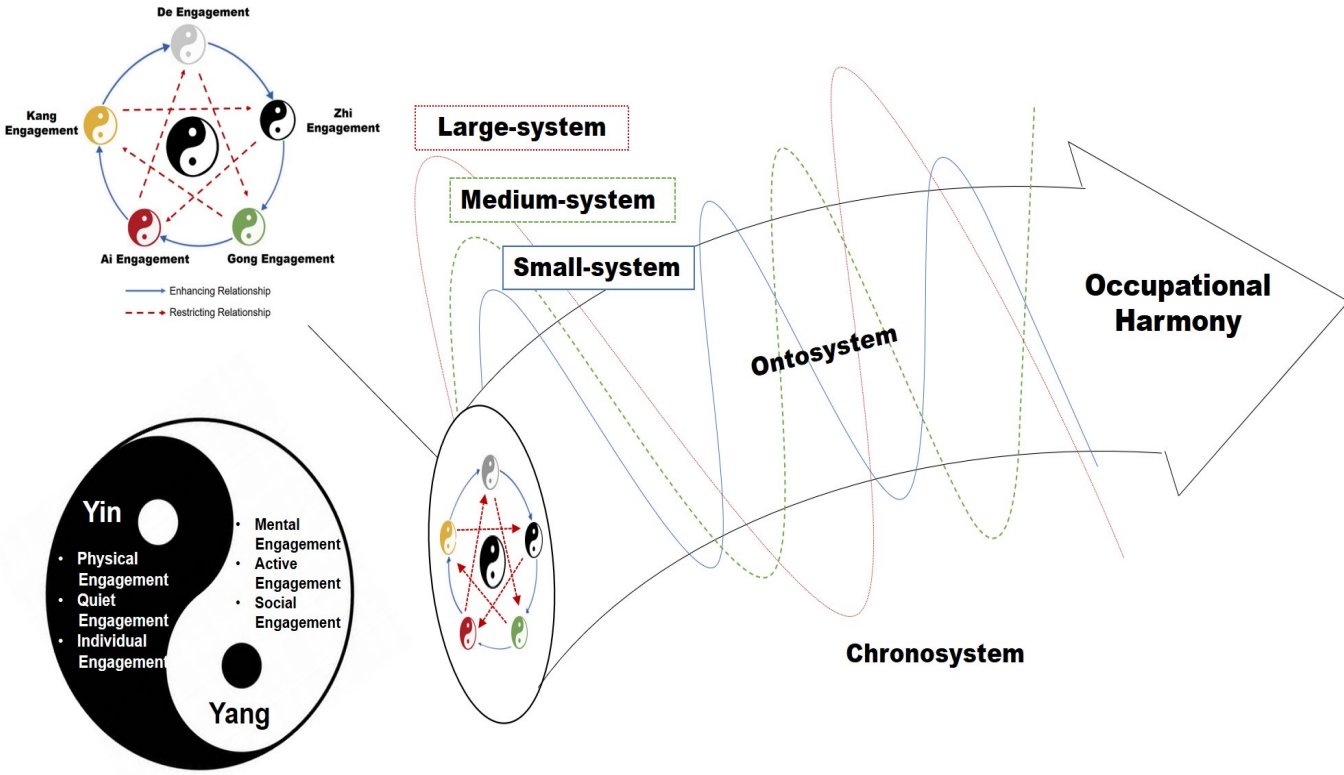 De Engagement
Kang
Engagement
Zhi
Engagement
Ai Engagement
Gong Engagement
Enhancing Relationship
Restricting Relationship
Large-system
Medium-system
Small-system
Ontosystem
Occupational
Harmony
Chronosystem
Yin
• Physical
Engagement
• Quiet
Engagement
• Individual
Engagement
• Mental
Engagement
• Active
Engagement
• Social
Engagement
Yang